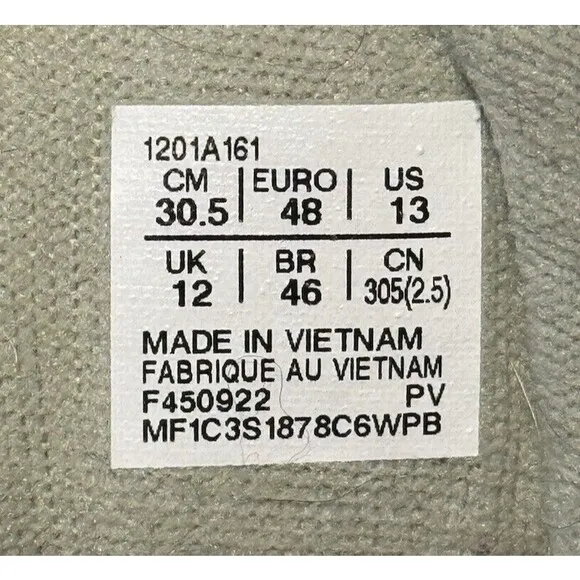 1201A161
CM | EURO | US
30.5 | 48 | 13
UK | BR | CN
12 | 46 | 305(2.5)
MADE IN VIETNAM
FABRIQUE AU VIETNAM
F450922 PV
MF1C3S1878C6WPB